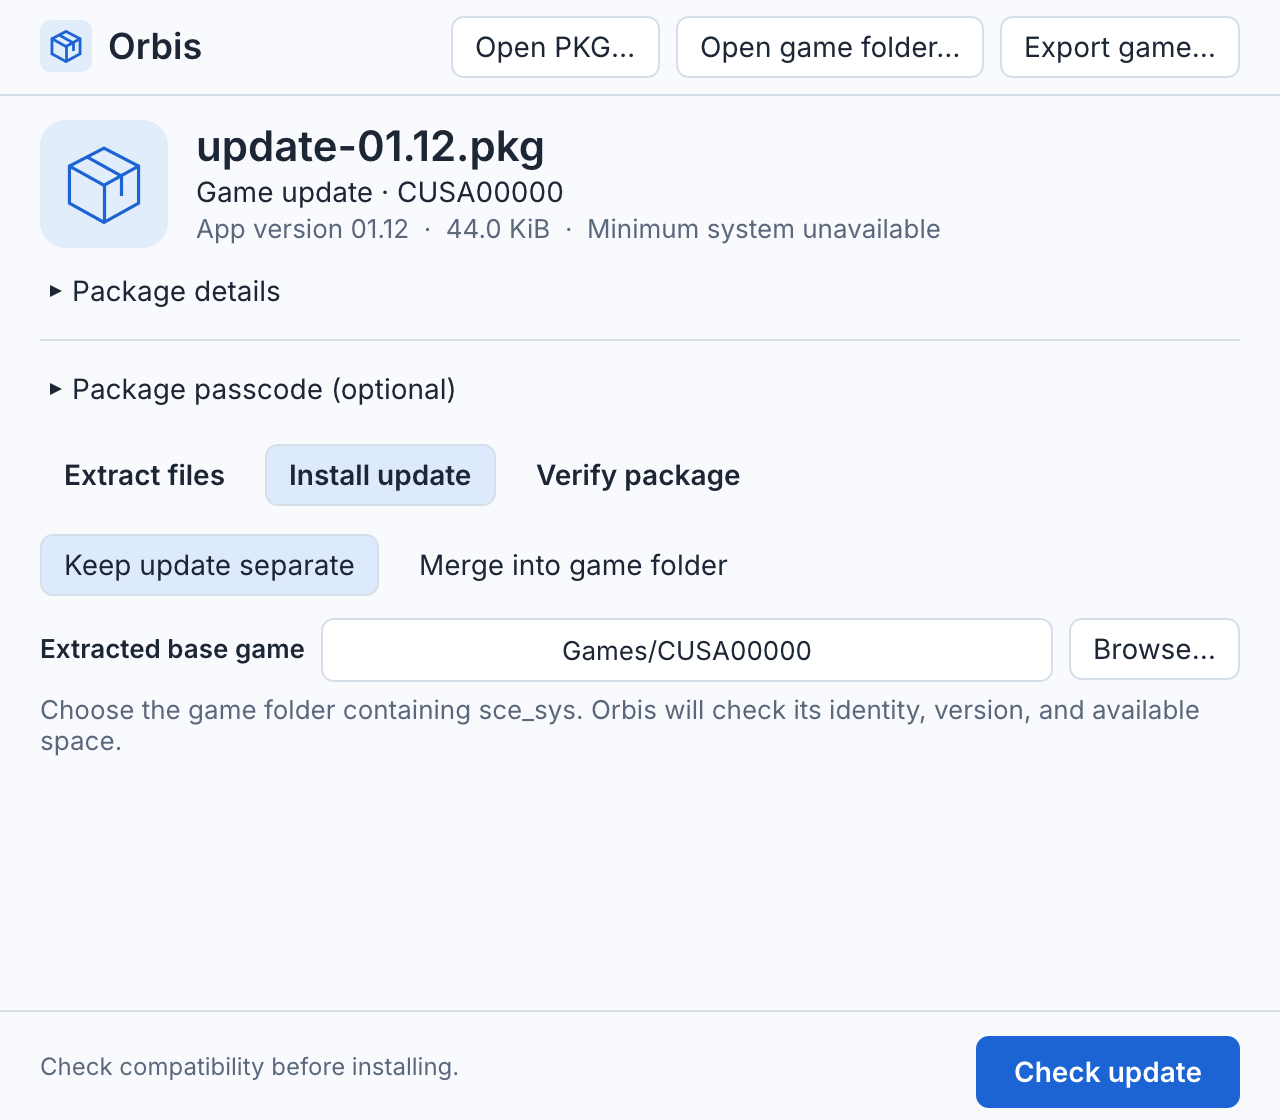 Orbis
Open PKG...
Open game folder...
Export game...
update-01.12.pkg
Game update · CUSA00000
App version 01.12 · 44.0 KiB · Minimum system unavailable
Package details
Package passcode (optional)
Extract files
Install update
Verify package
Keep update separate
Merge into game folder
Extracted base game
Games/CUSA00000
Browse...
Choose the game folder containing sce_sys. Orbis will check its identity, version, and available
space.
Check compatibility before installing.
Check update